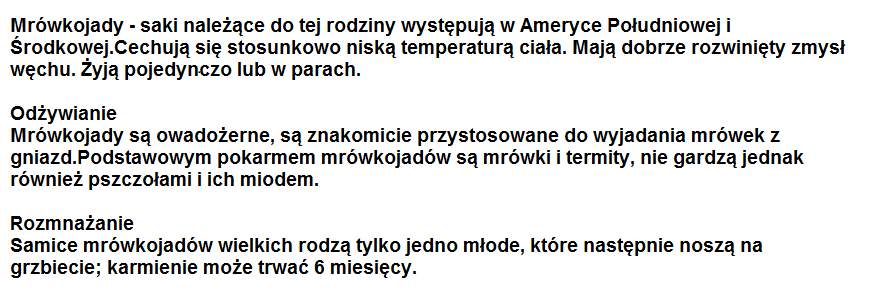 Mrówkojady - saki należące do tej rodziny występują w Ameryce Południowej i
Środkowej.Cechują się stosunkowo niską temperaturą ciała. Mają dobrze rozwinięty zmysł
węchu. Żyją pojedynczo lub w parach.
Odżywianie
Mrówkojady są owadożerne, są znakomicie przystosowane do wyjadania mrówek z
gniazd.Podstawowym pokarmem mrówkojadów są mrówki i termity, nie gardzą jednak
również pszczołami i ich miodem.
Rozmnażanie
Samice mrówkojadów wielkich rodzą tylko jedno młode, które następnie noszą na
grzbiecie; karmienie może trwać 6 miesięcy.